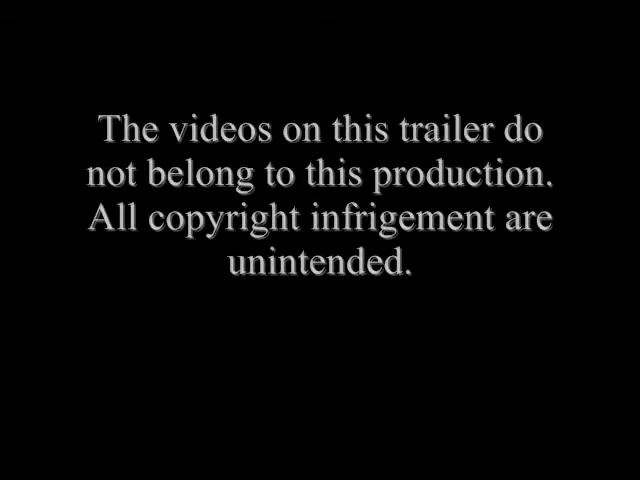 The videos on this trailer do
not belong to this production.
All copyright infrigement are
unintended.